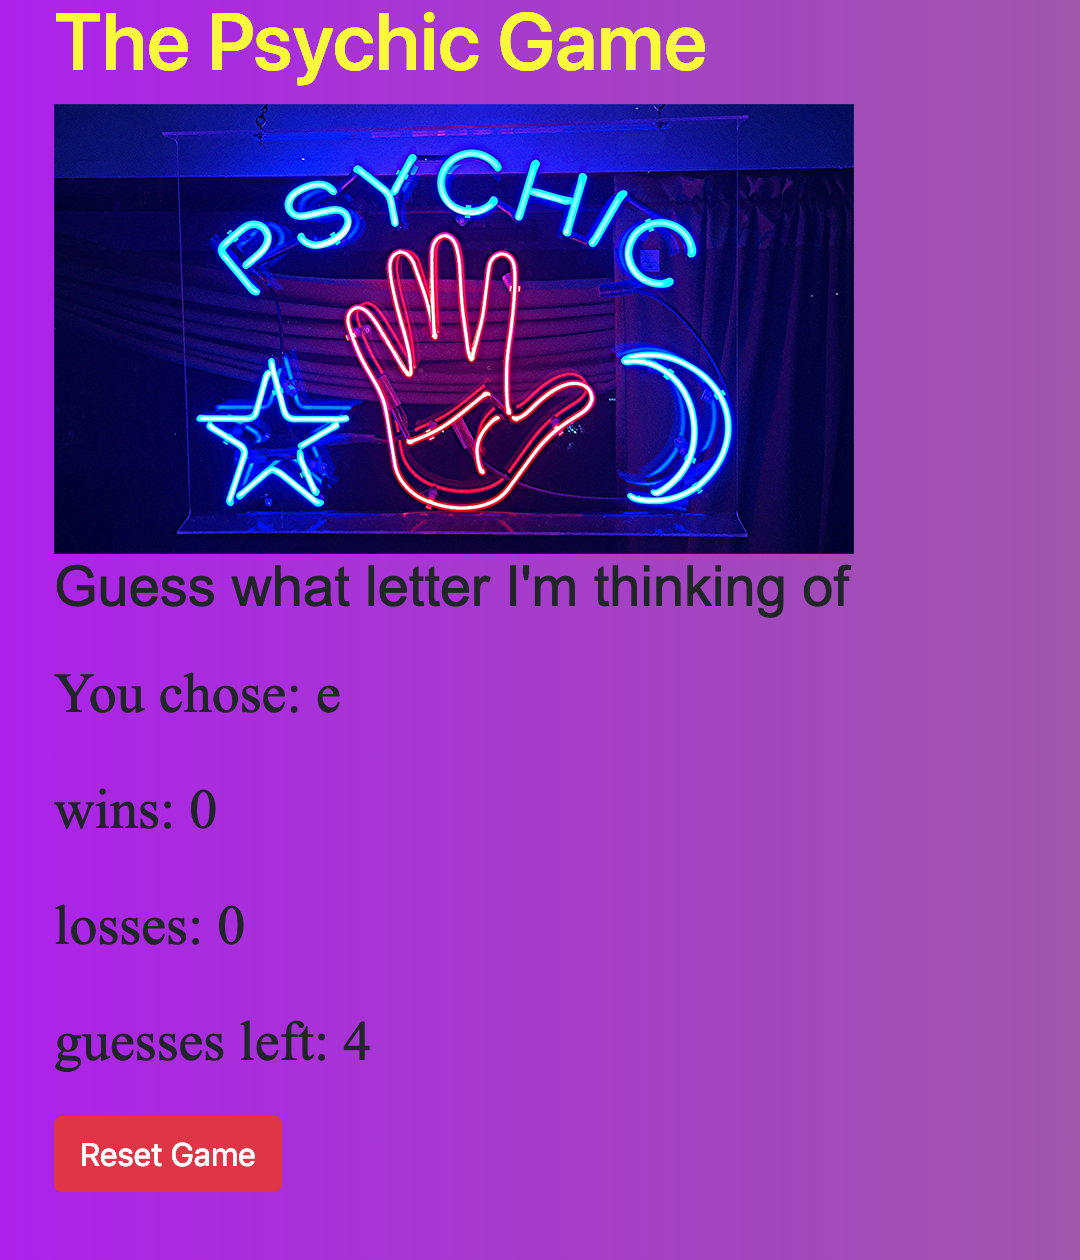 The Psychic Game
PSYCHIC
Guess what letter I'm thinking of
You chose: e
wins: 0
losses: 0
guesses left: 4
Reset Game